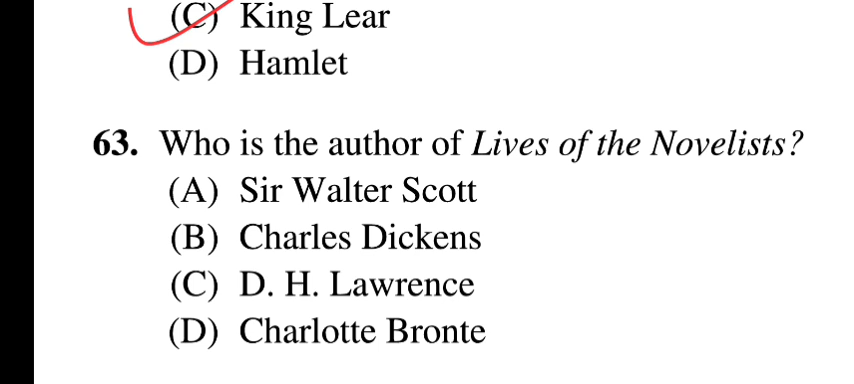 (C) King Lear
(D) Hamlet
63. Who is the author of Lives of the Novelists?
(A) Sir Walter Scott
(B) Charles Dickens
(C) D. H. Lawrence
(D) Charlotte Bronte